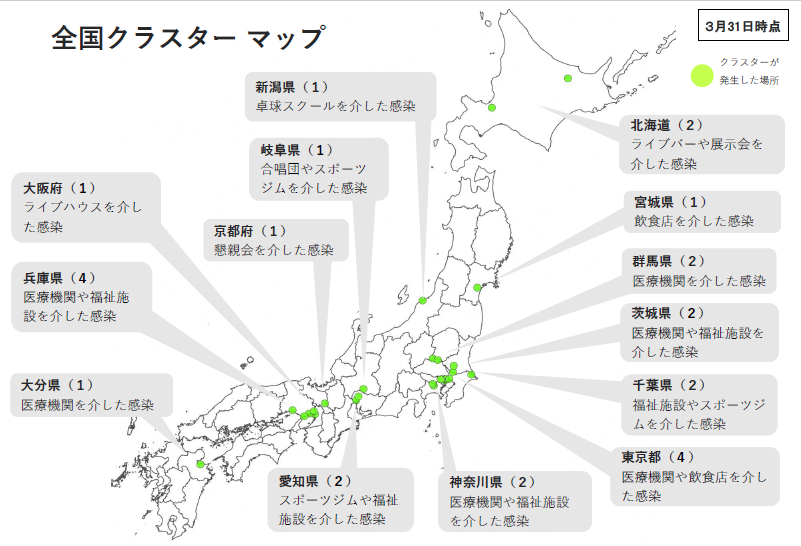 全国クラスター マップ
3月31日時点
クラスターが
発生した場所
新潟県（1）
卓球スクールを介した感染
北海道（2）
ライブバーや展示会を
介した感染
岐阜県（1）
合唱団やスポーツ
ジムを介した感染
大阪府（1）
ライブハウスを介し
た感染
宮城県（1）
飲食店を介した感染
京都府（1）
懇親会を介した感染
群馬県（2）
医療機関を介した感染
兵庫県（4）
医療機関や福祉施
設を介した感染
茨城県（2）
医療機関や福祉施設を
介した感染
大分県（1）
医療機関を介した感染
千葉県（2）
福祉施設やスポーツジ
ムを介した感染
東京都（4）
医療機関や飲食店を介し
た感染
愛知県（2）
スポーツジムや福祉
施設を介した感染
神奈川県（2）
医療機関や福祉施設
を介した感染